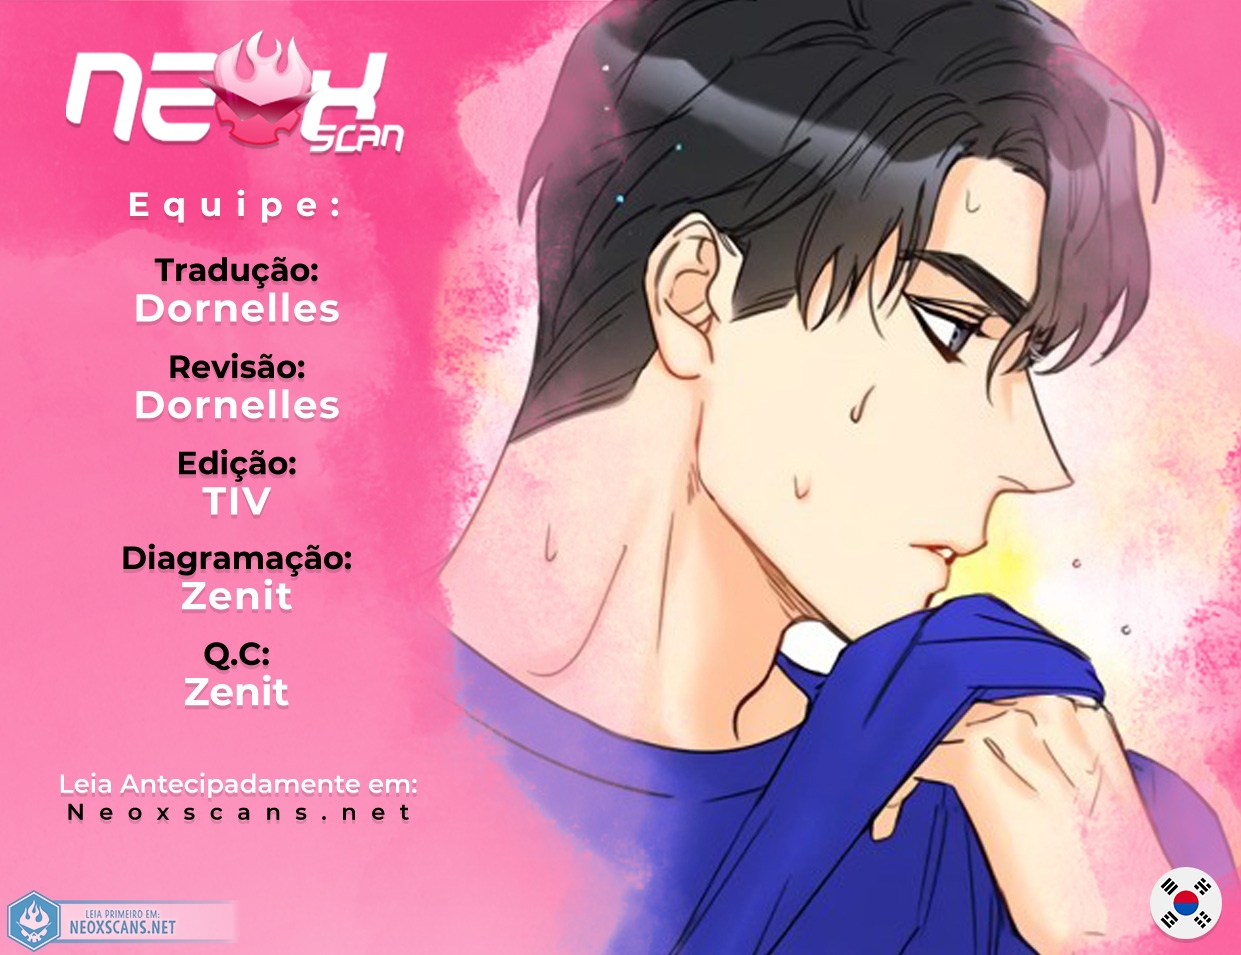 NEOX
SCAN
Equipe:
Tradução:
Dornelles
Revisão:
Dornelles
Edição:
TIV
Diagramação:
Zenit
Q.C:
Zenit
Leia Antecipadamente em:
Neoxscans.net
LEIA PRIMEIRO EM:
NEOXSCANS.NET